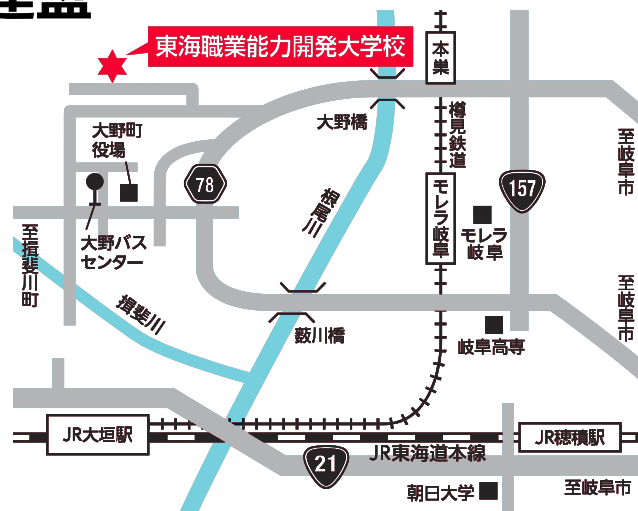 東海職業能力開発大学校
本巣
大野橋
樽見鉄道
至岐阜市
大野町
役場
78
157
根尾川
モレラ岐阜
モレラ
岐阜
大野バス
センター
至揖斐川町
至岐阜市
揖斐川
薮川橋
岐阜高専
JR大垣駅
JR穂積駅
JR東海道本線
21
朝日大学
至岐阜市